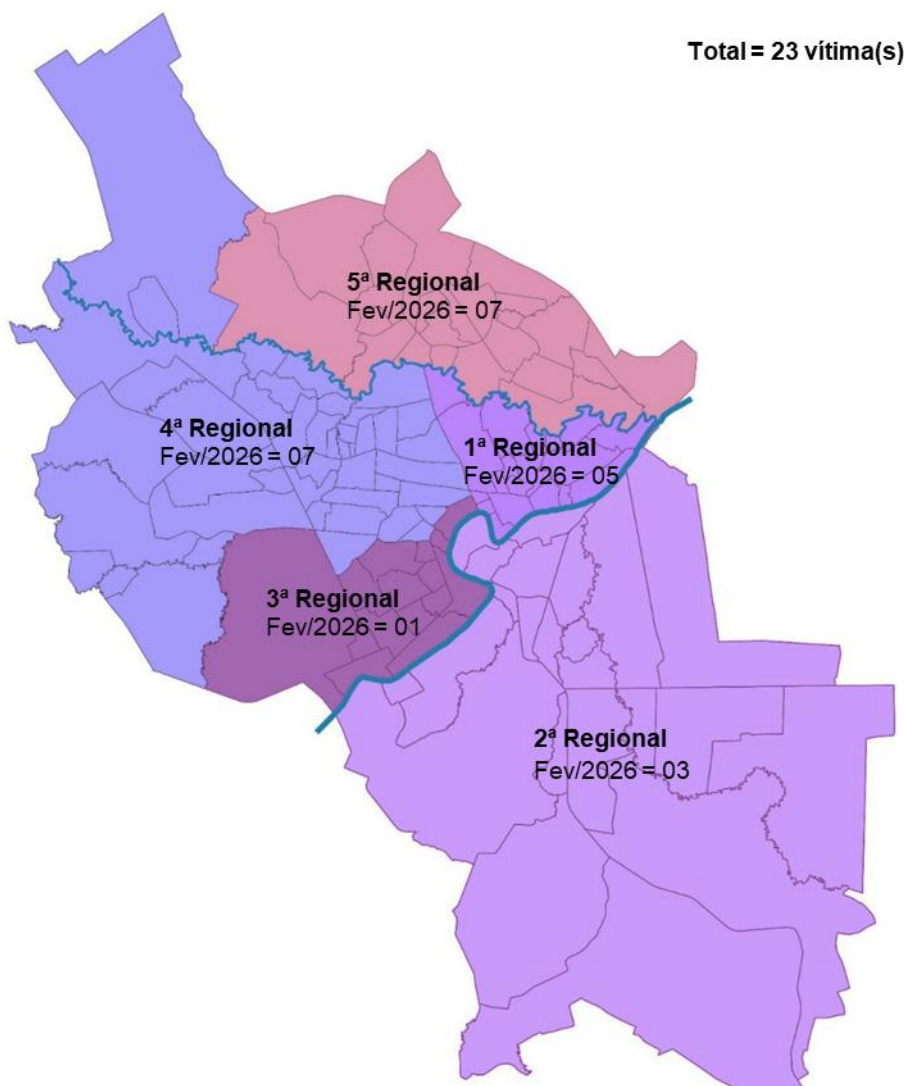 Total = 23 vítima(s)
5ª Regional
Fev/2026 = 07
4ª Regional
Fev/2026 = 07
1ª Regional
Fev/2026 = 05
3ª Regional
Fev/2026 = 01
2ª Regional
Fev/2026 = 03